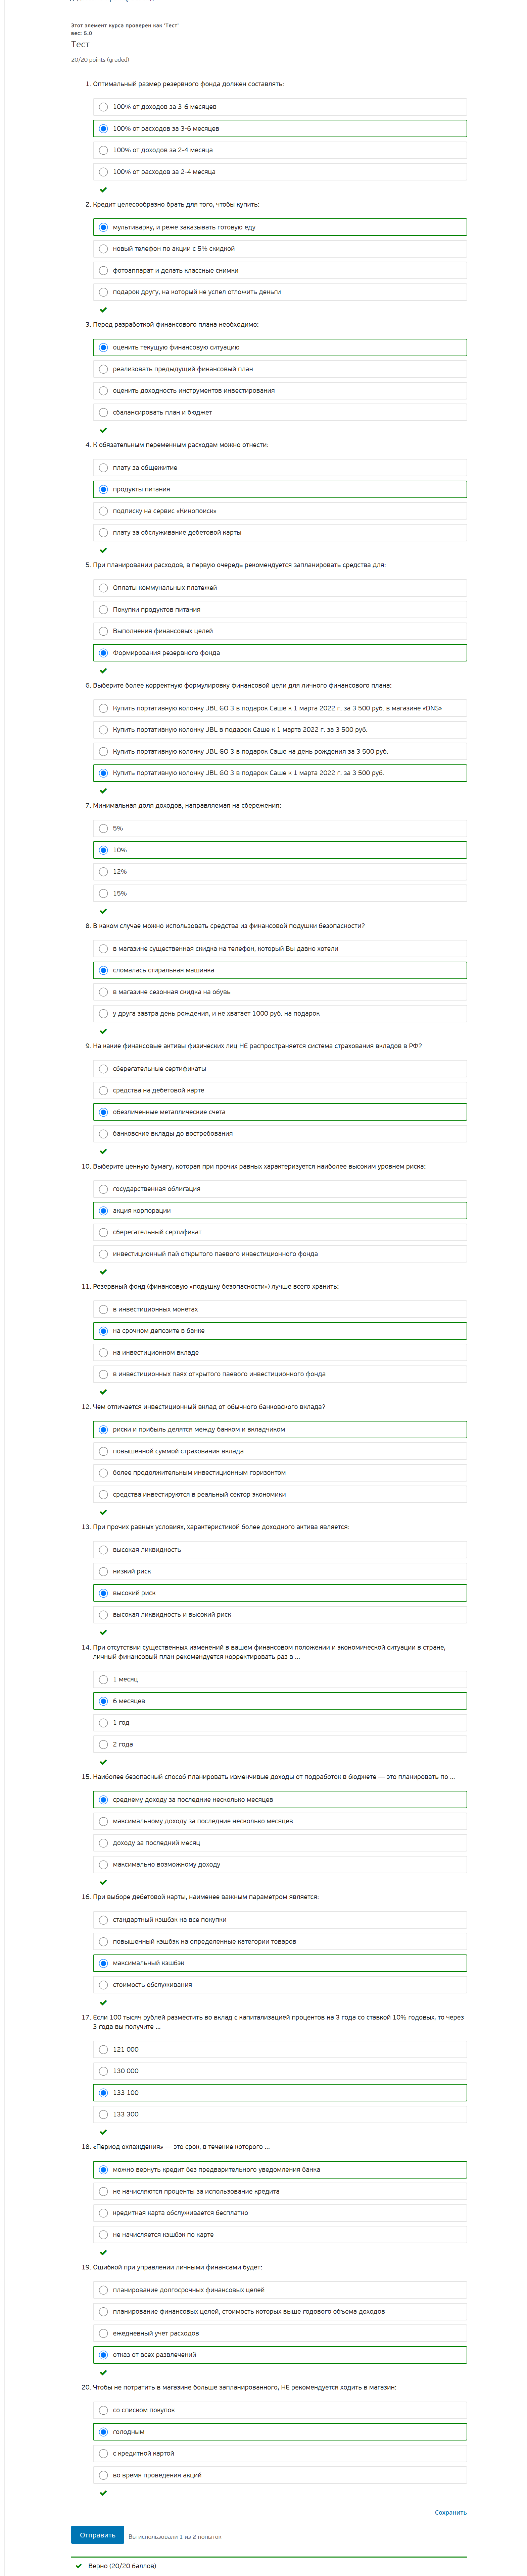 Этот элемент курса проверен как 'Тест'
вес: 5.0
Тест
20/20 points (graded)
1. Оптимальный размер резервного фонда должен составлять:
100% от доходов за 3-6 месяцев
100% от расходов за 3-6 месяцев
100% от доходов за 2-4 месяца
100% от расходов за 2-4 месяца
2. Кредит целесообразно брать для того, чтобы купить:
мультиварку, и реже заказывать готовую еду
новый телефон по акции с 5% скидкой
фотоаппарат и делать классные снимки
подарок другу, на который не успел отложить деньги
3. Перед разработкой финансового плана необходимо:
оценить текущую финансовую ситуацию
реализовать предыдущий финансовый план
оценить доходность инструментов инвестирования
сбалансировать план и бюджет
4. К обязательным переменным расходам можно отнести:
плату за общежитие
продукты питания
подписку на сервис «Кинопоиск»
плату за обслуживание дебетовой карты
5. При планировании расходов, в первую очередь рекомендуется запланировать средства для:
Оплаты коммунальных платежей
Покупки продуктов питания
Выполнения финансовых целей
Формирования резервного фонда
6. Выберите более корректную формулировку финансовой цели для личного финансового плана:
Купить портативную колонку JBL GO 3 в подарок Саше к 1 марта 2022 г. за 3 500 руб. в магазине «DNS»
Купить портативную колонку JBL в подарок Саше к 1 марта 2022 г. за 3 500 руб.
Купить портативную колонку JBL GO 3 в подарок Саше на день рождения за 3 500 руб.
Купить портативную колонку JBL GO 3 в подарок Саше к 1 марта 2022 г. за 3 500 руб.
7. Минимальная доля доходов, направляемая на сбережения:
5%
10%
12%
15%
8. В каком случае можно использовать средства из финансовой подушки безопасности?
в магазине существенная скидка на телефон, который Вы давно хотели
сломалась стиральная машинка
в магазине сезонная скидка на обувь
у друга завтра день рождения, и не хватает 1000 руб. на подарок
9. На какие финансовые активы физических лиц НЕ распространяется система страхования вкладов в РФ?
сберегательные сертификаты
средства на дебетовой карте
обезличенные металлические счета
банковские вклады до востребования
10. Выберите ценную бумагу, которая при прочих равных характеризуется наиболее высоким уровнем риска:
государственная облигация
акция корпорации
сберегательный сертификат
инвестиционный пай открытого паевого инвестиционного фонда
11. Резервный фонд (финансовую «подушку безопасности») лучше всего хранить:
в инвестиционных монетах
на срочном депозите в банке
на инвестиционном вкладе
в инвестиционных паях открытого паевого инвестиционного фонда
12. Чем отличается инвестиционный вклад от обычного банковского вклада?
риски и прибыль делятся между банком и вкладчиком
повышенной суммой страхования вклада
более продолжительным инвестиционным горизонтом
средства инвестируются в реальный сектор экономики
13. При прочих равных условиях, характеристикой более доходного актива является:
высокая ликвидность
низкий риск
высокий риск
высокая ликвидность и высокий риск
14. При отсутствии существенных изменений в вашем финансовом положении и экономической ситуации в стране,
личный финансовый план рекомендуется корректировать раз в ...
1 месяц
6 месяцев
1 год
2 года
15. Наиболее безопасный способ планировать изменчивые доходы от подработок в бюджете — это планировать по ...
среднему доходу за последние несколько месяцев
максимальному доходу за последние несколько месяцев
доходу за последний месяц
максимально возможному доходу
16. При выборе дебетовой карты, наименее важным параметром является:
стандартный кэшбэк на все покупки
повышенный кэшбэк на определенные категории товаров
максимальный кэшбэк
стоимость обслуживания
17. Если 100 тысяч рублей разместить во вклад с капитализацией процентов на 3 года со ставкой 10% годовых, то через
3 года вы получите ...
121 000
130 000
133 100
133 300
18. «Период охлаждения» — это срок, в течение которого ...
можно вернуть кредит без предварительного уведомления банка
не начисляются проценты за использование кредита
кредитная карта обслуживается бесплатно
не начисляется кэшбэк по карте
19. Ошибкой при управлении личными финансами будет:
планирование долгосрочных финансовых целей
планирование финансовых целей, стоимость которых выше годового объема доходов
ежедневный учет расходов
отказ от всех развлечений
20. Чтобы не потратить в магазине больше запланированного, НЕ рекомендуется ходить в магазин:
со списком покупок
голодным
с кредитной картой
во время проведения акций
Сохранить
Отправить
Вы использовали 1 из 2 попыток
Верно (20/20 баллов)